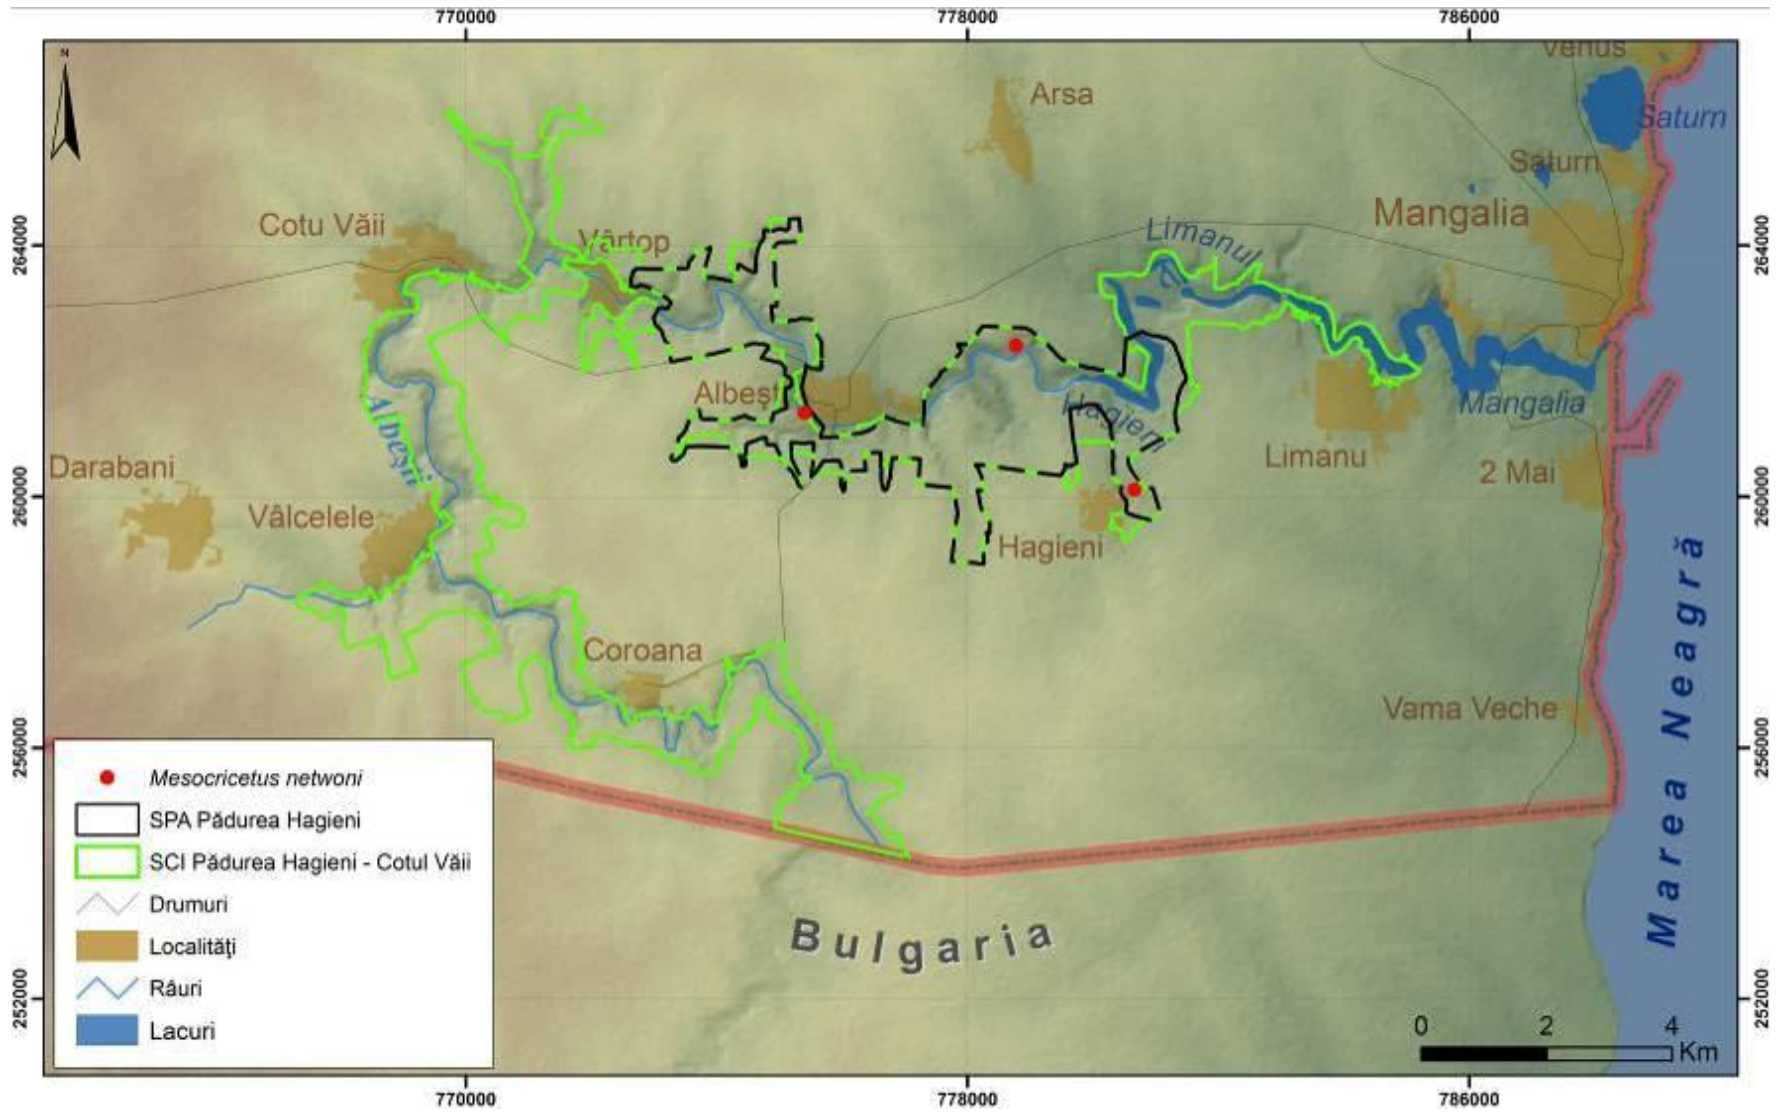 770000
778000
786000
N
Venus
Arsa
Saturn
Saturn
Mangalia
Cotu Văii
Vârtop
Limanul
264000
264000
Albești
Hagieni
Mangalia
Albeşii
Darabani
Limanu
2 Mai
260000
260000
Vâlcelele
Hagieni
Marea Neagră
Coroana
Vama Veche
256000
256000
Mesocricetus netwoni
SPA Pădurea Hagieni
SCI Pădurea Hagieni - Cotul Văii
Drumuri
Localităţi
Râuri
Lacuri
Bulgaria
252000
252000
0 2 4
Km
770000
778000
786000